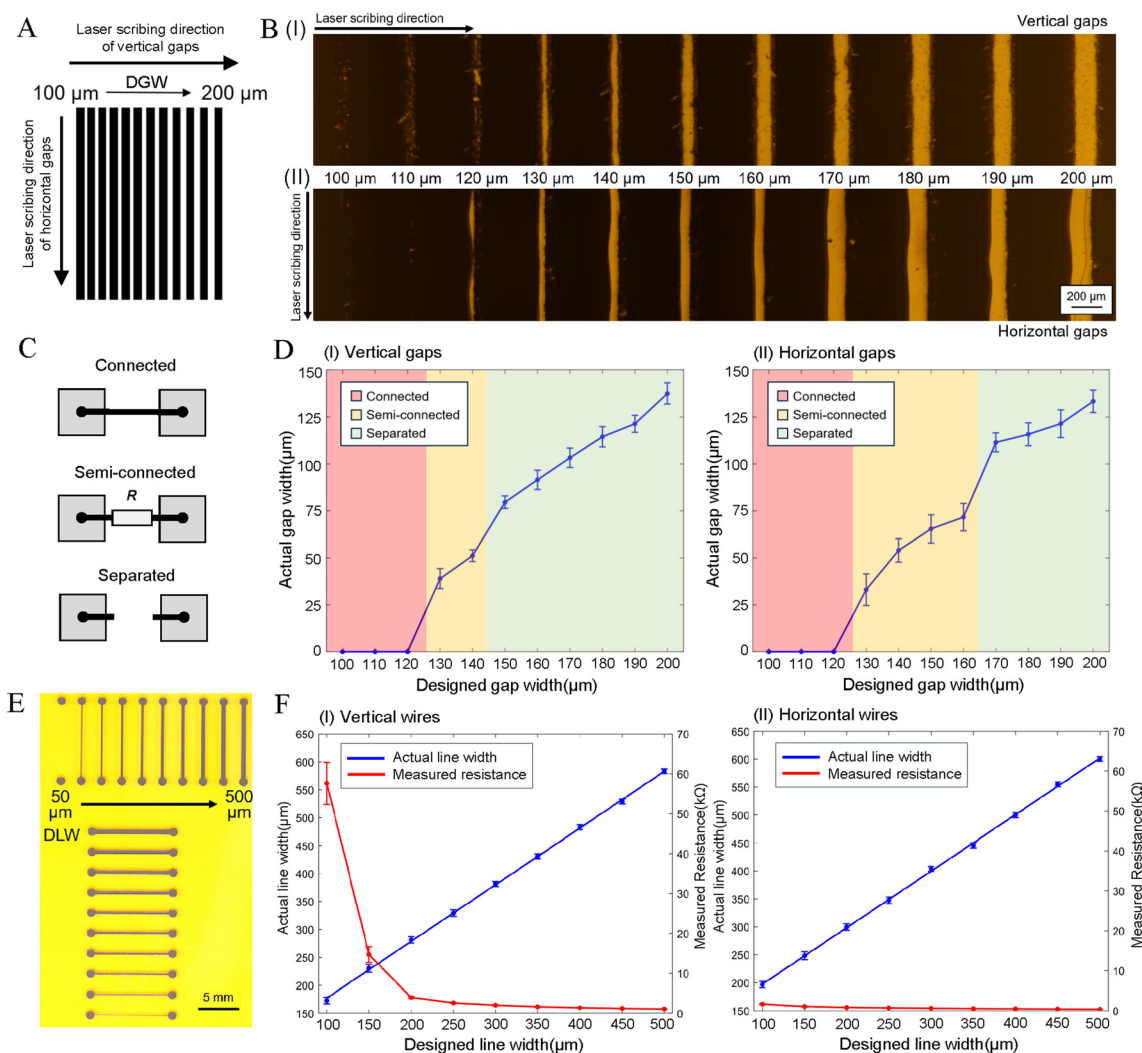 A
Laser scribing direction
of vertical gaps
DGW
100 μm
200 μm
Laser scribing direction
of horizontal gaps
B
(I)
Laser scribing direction
Vertical gaps
(II)
100 μm 110 μm 120 μm 130 μm 140 μm 150 μm 160 μm 170 μm 180 μm 190 μm 200 μm
Laser scribing direction
200 μm
Horizontal gaps
C
Connected
Semi-connected
R
Separated
D
(I) Vertical gaps
Connected
Semi-connected
Separated
Actual gap width(μm)
150
125
100
75
50
25
0
100 110 120 130 140 150 160 170 180 190 200
Designed gap width(μm)
(II) Horizontal gaps
Connected
Semi-connected
Separated
Actual gap width(μm)
150
125
100
75
50
25
0
100 110 120 130 140 150 160 170 180 190 200
Designed gap width(μm)
E
50
μm
500
μm
DLW
5 mm
F
(I) Vertical wires
Actual line width
Measured resistance
Actual line width(μm)
650
600
550
500
450
400
350
300
250
200
150
Measured Resistance(kΩ)
70
60
50
40
30
20
10
0
100 150 200 250 300 350 400 450 500
Designed line width(μm)
(II) Horizontal wires
Actual line width
Measured resistance
Actual line width(μm)
650
600
550
500
450
400
350
300
250
200
150
Measured Resistance(kΩ)
70
60
50
40
30
20
10
0
100 150 200 250 300 350 400 450 500
Designed line width(μm)